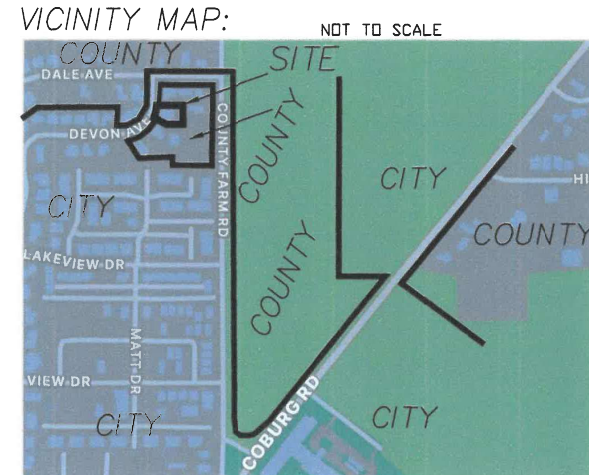 VICINITY MAP:
NOT TO SCALE
COUNTY
SITE
DALE AVE
DEVON AVE
COUNTY FARM RD
COUNTY
CITY
HI
CITY
COUNTY
LAKEVIEW DR
COUNTY
MATT DR
VIEW DR
COBURG RD
CITY
CITY